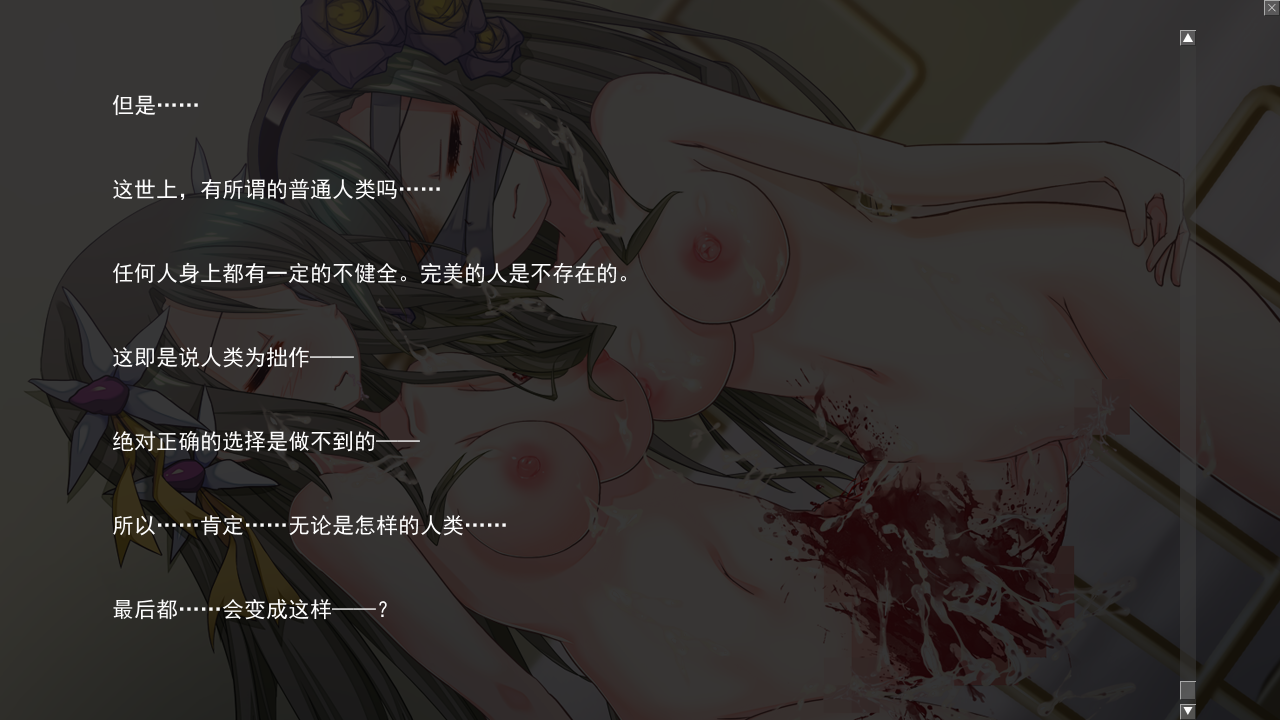 但是……
这世上，有所谓的普通人类吗……
任何人身上都有一定的不健全。完美的人是不存在的。
这即是说人类为拙作——
绝对正确的选择是做不到的——
所以……肯定……无论是怎样的人类……
最后都……会变成这样——？